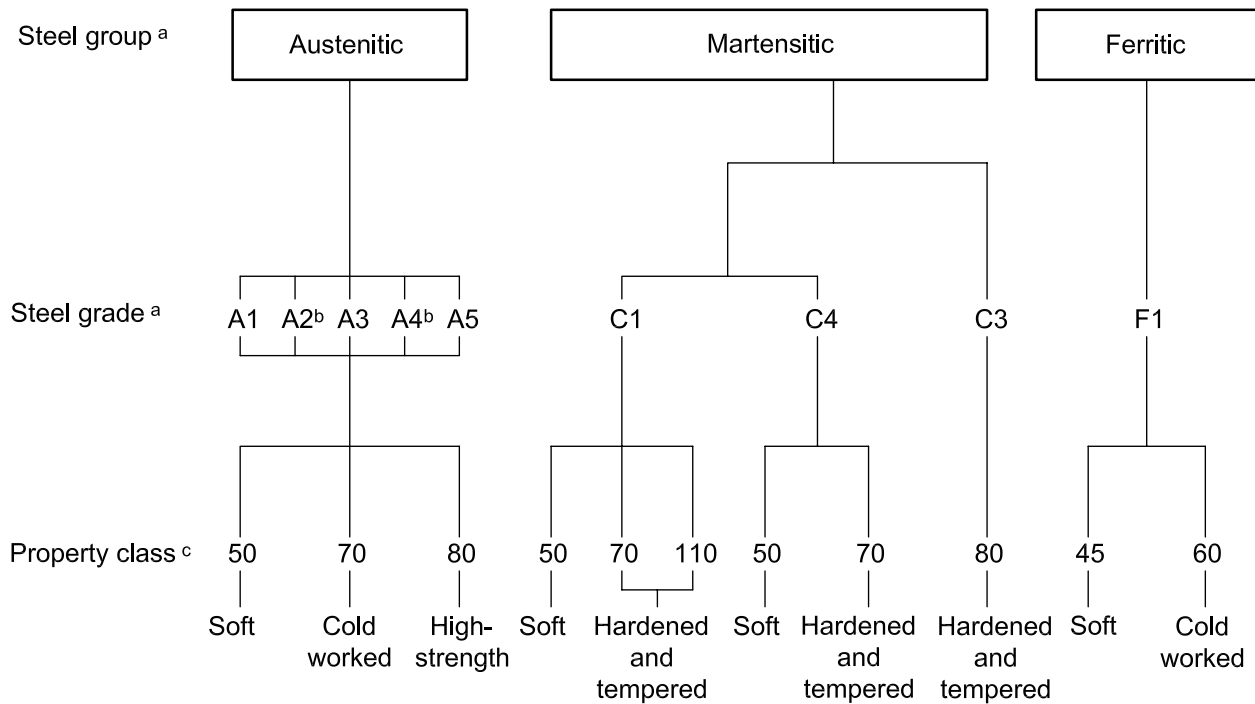 Steel group a Austenitic Martensitic Ferritic
Steel grade a A1 A2b A3 A4b A5 C1 C4 C3 F1
Property class c 50 70 80 50 70 110 50 70 80 45 60
Soft Cold worked High-strength Soft Hardened and tempered Soft Hardened and tempered Hardened and tempered Soft Cold worked